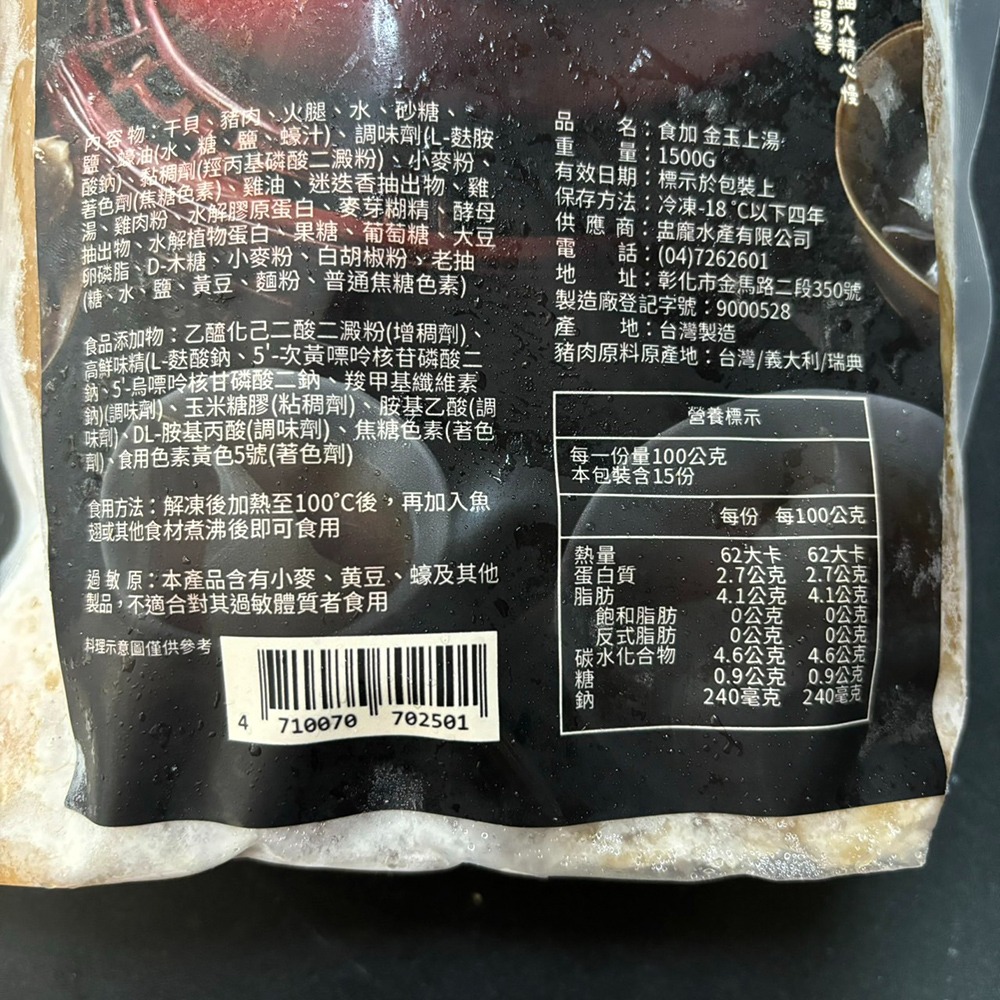 鹵火精心慢
高湯等
內容物：干貝、豬肉、火腿、水、砂糖、
鹽、蠔油(水、糖、鹽、蠔汁)、調味劑(L-麩胺
酸鈉)、黏稠劑(羥丙基磷酸二澱粉)、小麥粉、
著色劑(焦糖色素)、雞油、迷迭香抽出物、雞
湯、雞肉粉、水解膠原蛋白、麥芽糊精、酵母
抽出物、水解植物蛋白、果糖、葡萄糖、大豆
卵磷脂、D-木糖、小麥粉、白胡椒粉、老抽
(糖、水、鹽、黃豆、麵粉、普通焦糖色素)
食品添加物：乙醯化己二酸二澱粉(增稠劑)、
高鮮味精(L-麩酸鈉、5'-次黃嘌呤核苷磷酸二
鈉、5'-鳥嘌呤核苷磷酸二鈉、羧甲基纖維素
鈉)(調味劑)、玉米糖膠(粘稠劑)、胺基乙酸(調
味劑)、DL-胺基丙酸(調味劑)、焦糖色素(著色
劑)、食用色素黃色5號(著色劑)
食用方法：解凍後加熱至100℃後，再加入魚
翅或其他食材煮沸後即可食用
過敏原：本產品含有小麥、黃豆、蠔及其他
製品，不適合對其過敏體質者食用
料理示意圖僅供參考
4 710070 702501
品 名：食加 金玉上湯
重 量：1500G
有效日期：標示於包裝上
保存方法：冷凍-18℃以下四年
供應商：盅龐水產有限公司
電 話：(04)7262601
地 址：彰化市金馬路二段350號
製造廠登記字號：9000528
產 地：台灣製造
豬肉原料原產地：台灣/義大利/瑞典
營養標示
每一份量100公克
本包裝含15份
每份 每100公克
熱量 62大卡 62大卡
蛋白質 2.7公克 2.7公克
脂肪 4.1公克 4.1公克
飽和脂肪 0公克 0公克
反式脂肪 0公克 0公克
碳水化合物 4.6公克 4.6公克
糖 0.9公克 0.9公克
鈉 240毫克 240毫克